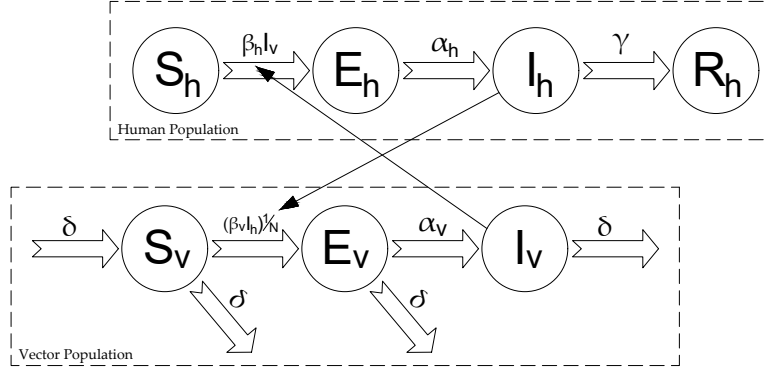 βhIv αh γ
Sh Eh Ih Rh
Human Population
δ (βvIh)1/N αv δ
Sv Ev Iv
δ δ
Vector Population